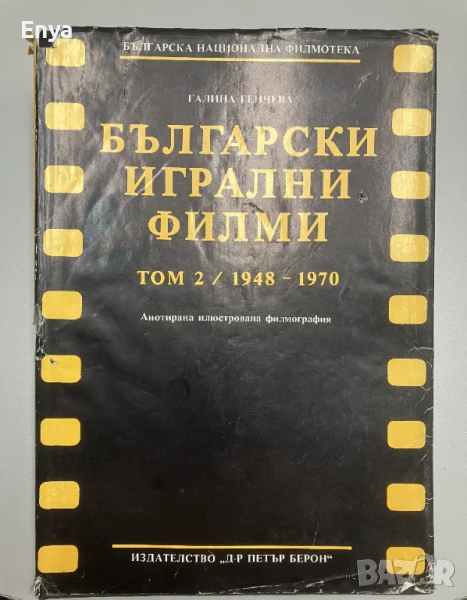 Enya
БЪЛГАРСКА НАЦИОНАЛНА ФИЛМОТЕКА
ГАЛИНА ГЕНЧЕВА
БЪЛГАРСКИ
ИГРАЛНИ
ФИЛМИ
ТОМ 2 / 1948 – 1970
Анотирана илюстрована филмография
ИЗДАТЕЛСТВО „Д-Р ПЕТЪР БЕРОН“
BAZAR